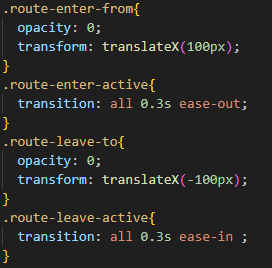 .route-enter-from{
  opacity: 0;
  transform: translateX(100px);
}
.route-enter-active{
  transition: all 0.3s ease-out;
}
.route-leave-to{
  opacity: 0;
  transform: translateX(-100px);
}
.route-leave-active{
  transition: all 0.3s ease-in ;
}